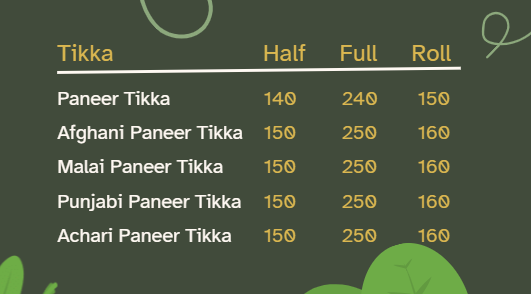 Tikka Half Full Roll
Paneer Tikka 140 240 150
Afghani Paneer Tikka 150 250 160
Malai Paneer Tikka 150 250 160
Punjabi Paneer Tikka 150 250 160
Achari Paneer Tikka 150 250 160